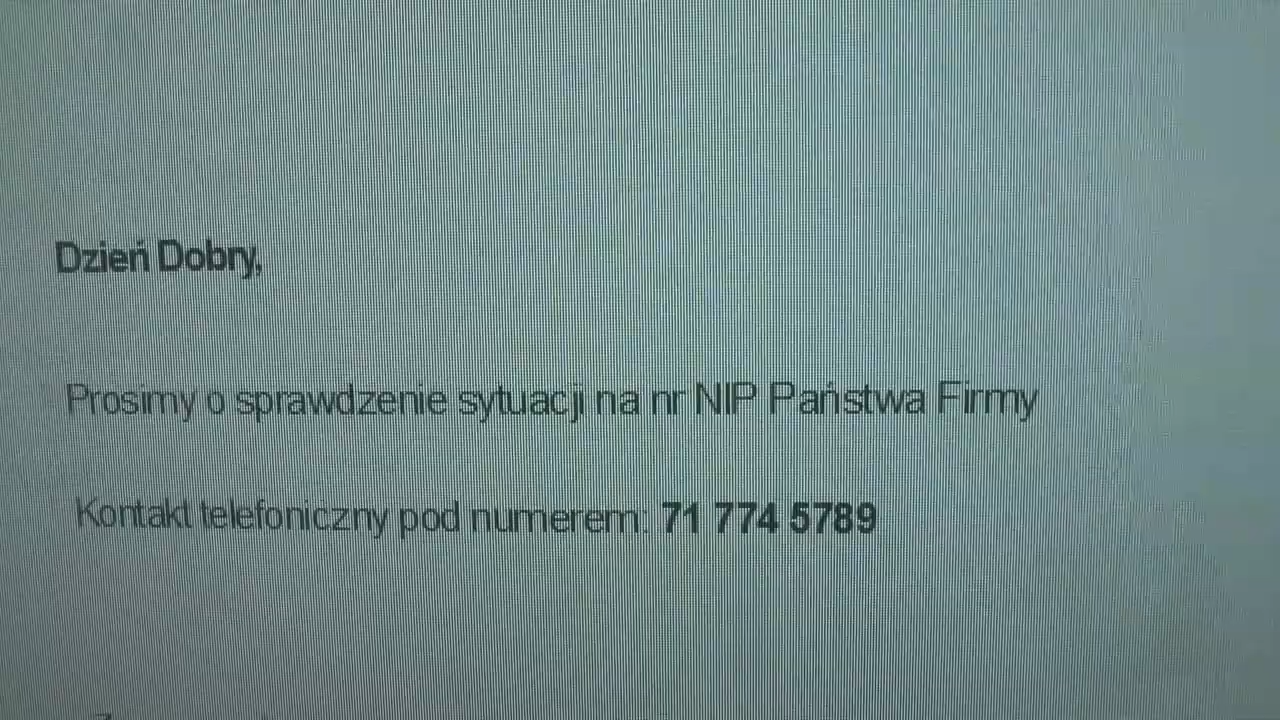 Dzień Dobry,
Prosimy o sprawdzenie sytuacji na nr NIP Państwa Firmy
Kontakt telefoniczny pod numerem: 71 774 5789